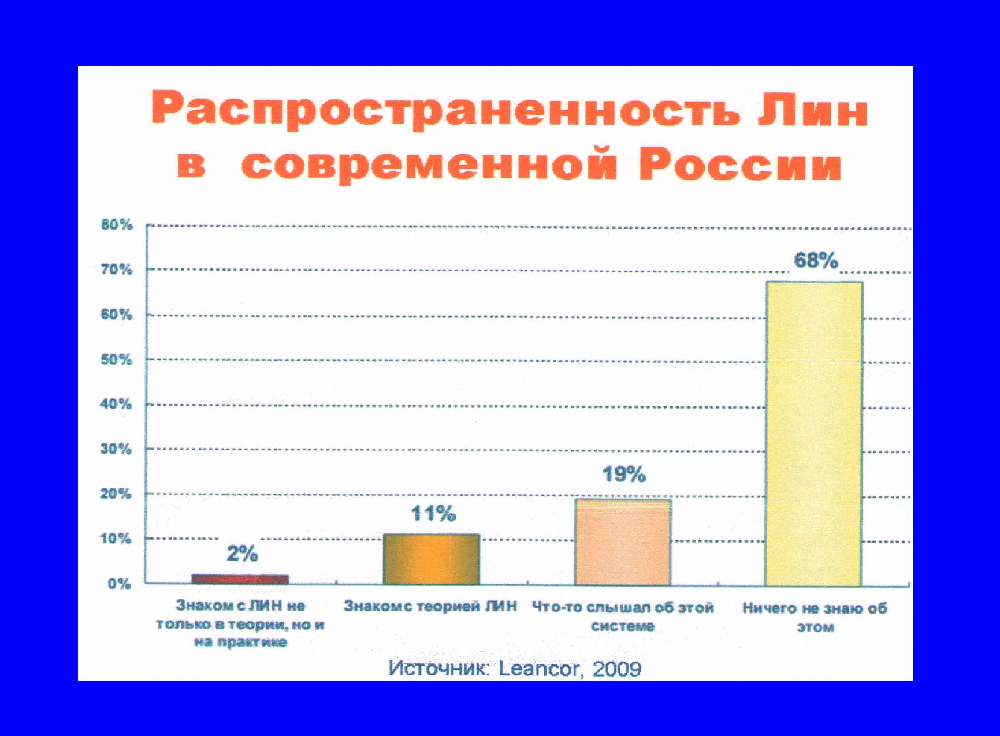 Распространенность Лин
в современной России
80%
70%
60%
50%
40%
30%
20%
10%
0%
2%
11%
19%
68%
Знаком с ЛИН не
только в теории, но и
на практике
Знаком с теорией ЛИН
Что-то слышал об этой
системе
Ничего не знаю об
этом
Источник: Leancor, 2009